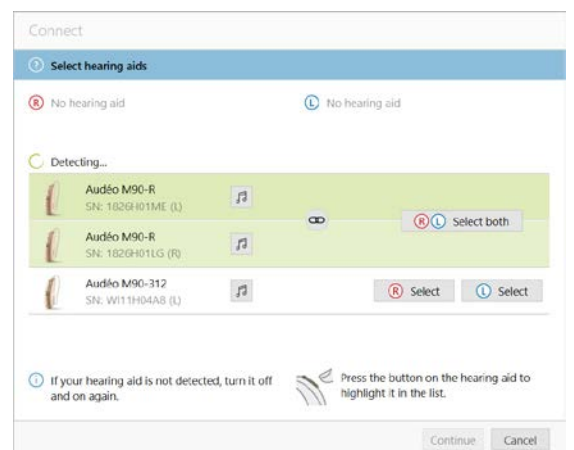 Connect
Select hearing aids
R No hearing aid
L No hearing aid
Detecting...
Audéo M90-R
SN: 1826H01ME (L)
Audéo M90-R
SN: 1826H01LG (R)
R L Select both
Audéo M90-312
SN: WI11H04A8 (L)
R Select
L Select
If your hearing aid is not detected, turn it off
and on again.
Press the button on the hearing aid to
highlight it in the list.
Continue
Cancel